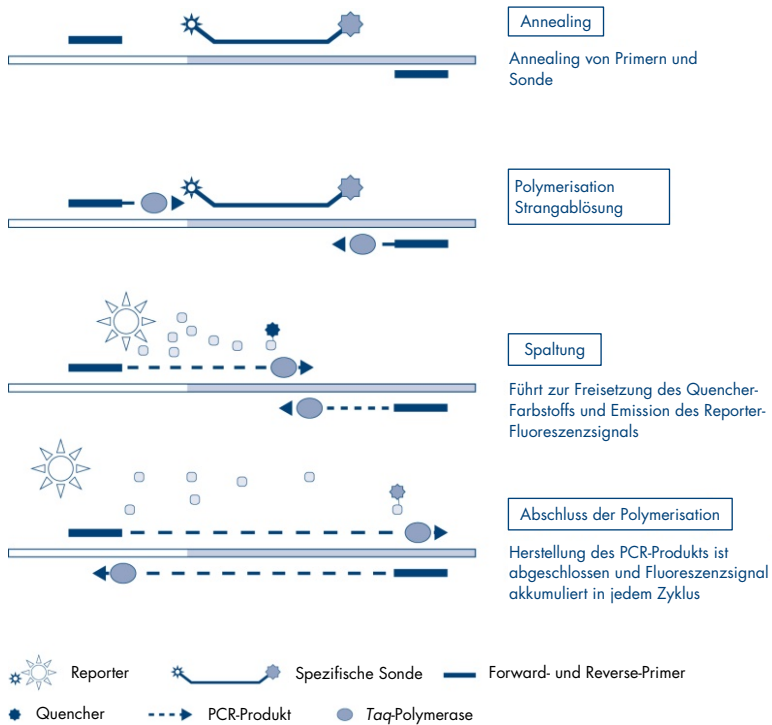 Annealing
Annealing von Primern und
Sonde
Polymerisation
Strangablösung
Spaltung
Führt zur Freisetzung des Quencher-
Farbstoffs und Emission des Reporter-
Fluoreszenzsignals
Abschluss der Polymerisation
Herstellung des PCR-Produkts ist
abgeschlossen und Fluoreszenzsignal
akkumuliert in jedem Zyklus
Reporter Spezifische Sonde Forward- und Reverse-Primer
Quencher PCR-Produkt Taq-Polymerase